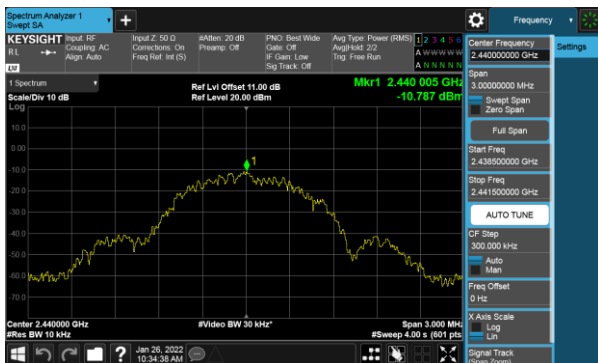 Spectrum Analyzer 1
Swept SA
Frequency
KEYSIGHT
RL
Input: RF
Coupling: AC
Align: Auto
Input Z: 50 Ω
Corrections: On
Freq Ref: Int (S)
#Atten: 20 dB
Preamp: Off
PNO: Best Wide
Gate: Off
IF Gain: Low
Sig Track: Off
Avg Type: Power (RMS)
Avg|Hold: 2/2
Trig: Free Run
1 2 3 4 5 6
A W W W W W
A N N N N N
Center Frequency
2.440000000 GHz
Settings
Span
3.00000000 MHz
Swept Span
Zero Span
Full Span
Start Freq
2.438500000 GHz
Stop Freq
2.441500000 GHz
AUTO TUNE
CF Step
300.000 kHz
Auto
Man
Freq Offset
0 Hz
X Axis Scale
Log
Lin
Signal Track
(Span Zoom)
1 Spectrum
Scale/Div 10 dB
Log
Ref Lvl Offset 11.00 dB
Ref Level 20.00 dBm
Mkr1 2.440 005 GHz
-10.787 dBm
10.0
0.00
-10.0
-20.0
-30.0
-40.0
-50.0
-60.0
-70.0
1
Center 2.440000 GHz
#Res BW 10 kHz
#Video BW 30 kHz*
Span 3.000 MHz
#Sweep 4.00 s (601 pts)
Jan 26, 2022
10:34:38 AM